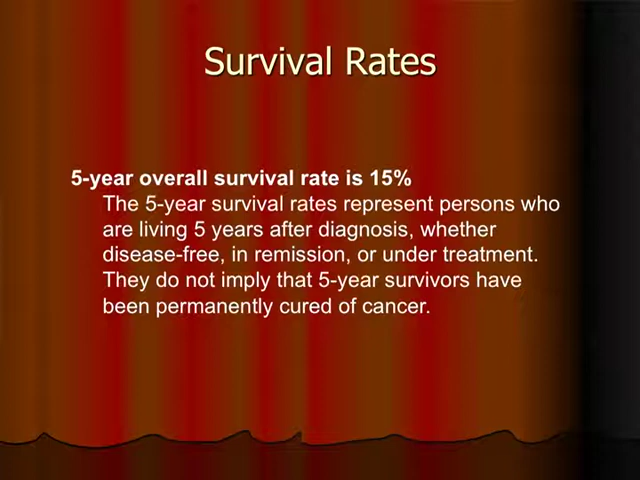 Survival Rates
5-year overall survival rate is 15%
The 5-year survival rates represent persons who
are living 5 years after diagnosis, whether
disease-free, in remission, or under treatment.
They do not imply that 5-year survivors have
been permanently cured of cancer.